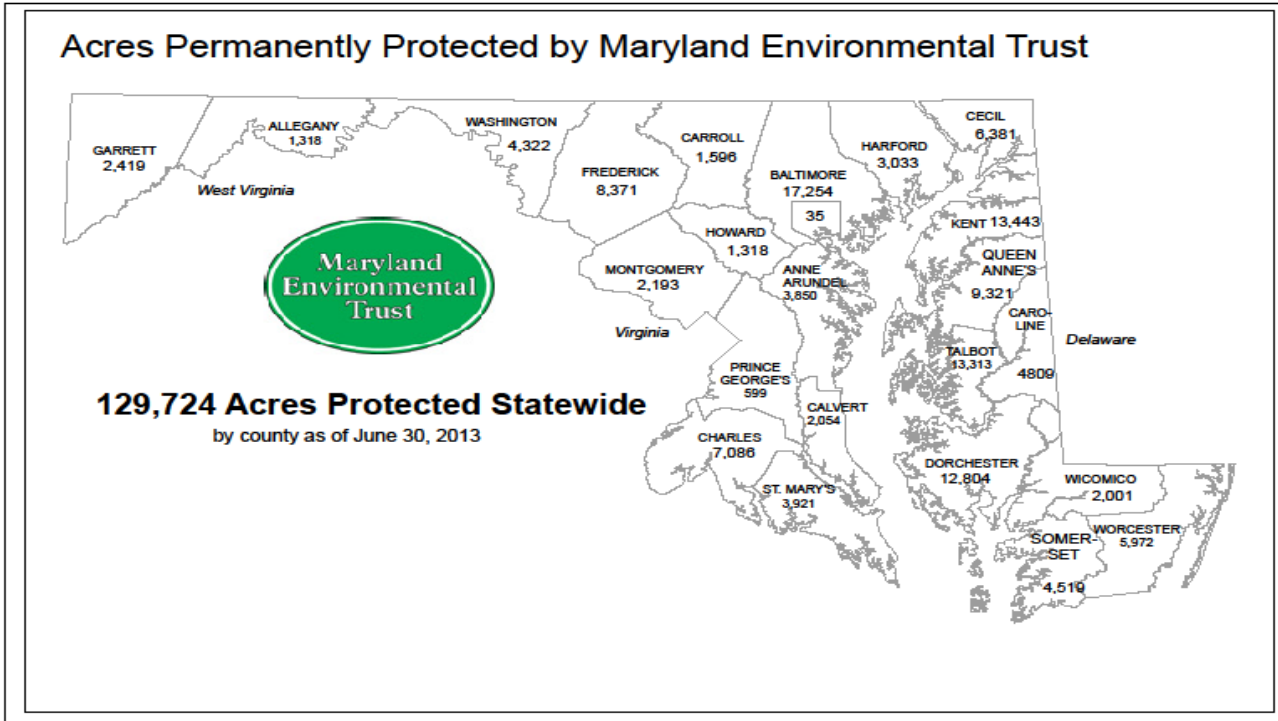 Acres Permanently Protected by Maryland Environmental Trust
GARRETT
2,419
ALLEGANY
1,318
WASHINGTON
4,322
FREDERICK
8,371
CARROLL
1,596
BALTIMORE
17,254
35
HARFORD
3,033
CECIL
6,381
West Virginia
HOWARD
1,318
KENT 13,443
QUEEN
ANNE'S
9,321
MONTGOMERY
2,193
ANNE
ARUNDEL
3,850
Maryland
Environmental
Trust
Virginia
CARO-
LINE
4809
Delaware
TALBOT
13,313
PRINCE
GEORGE'S
599
129,724 Acres Protected Statewide
by county as of June 30, 2013
CALVERT
2,054
CHARLES
7,086
ST. MARY'S
3,921
DORCHESTER
12,804
WICOMICO
2,001
WORCESTER
5,972
SOMER-
SET
4,519